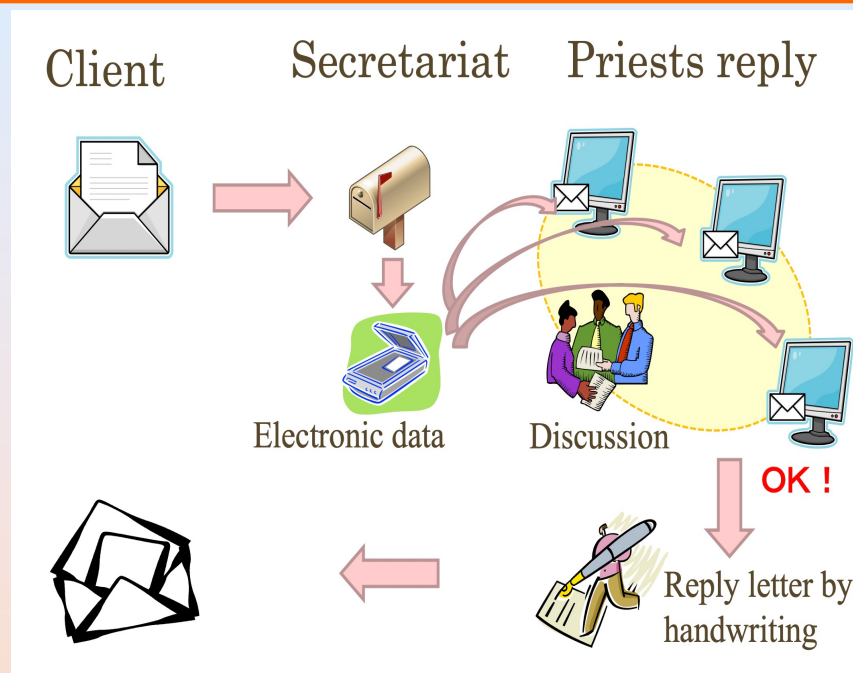 Client
Secretariat
Priests reply
Electronic data
Discussion
OK !
Reply letter by
handwriting